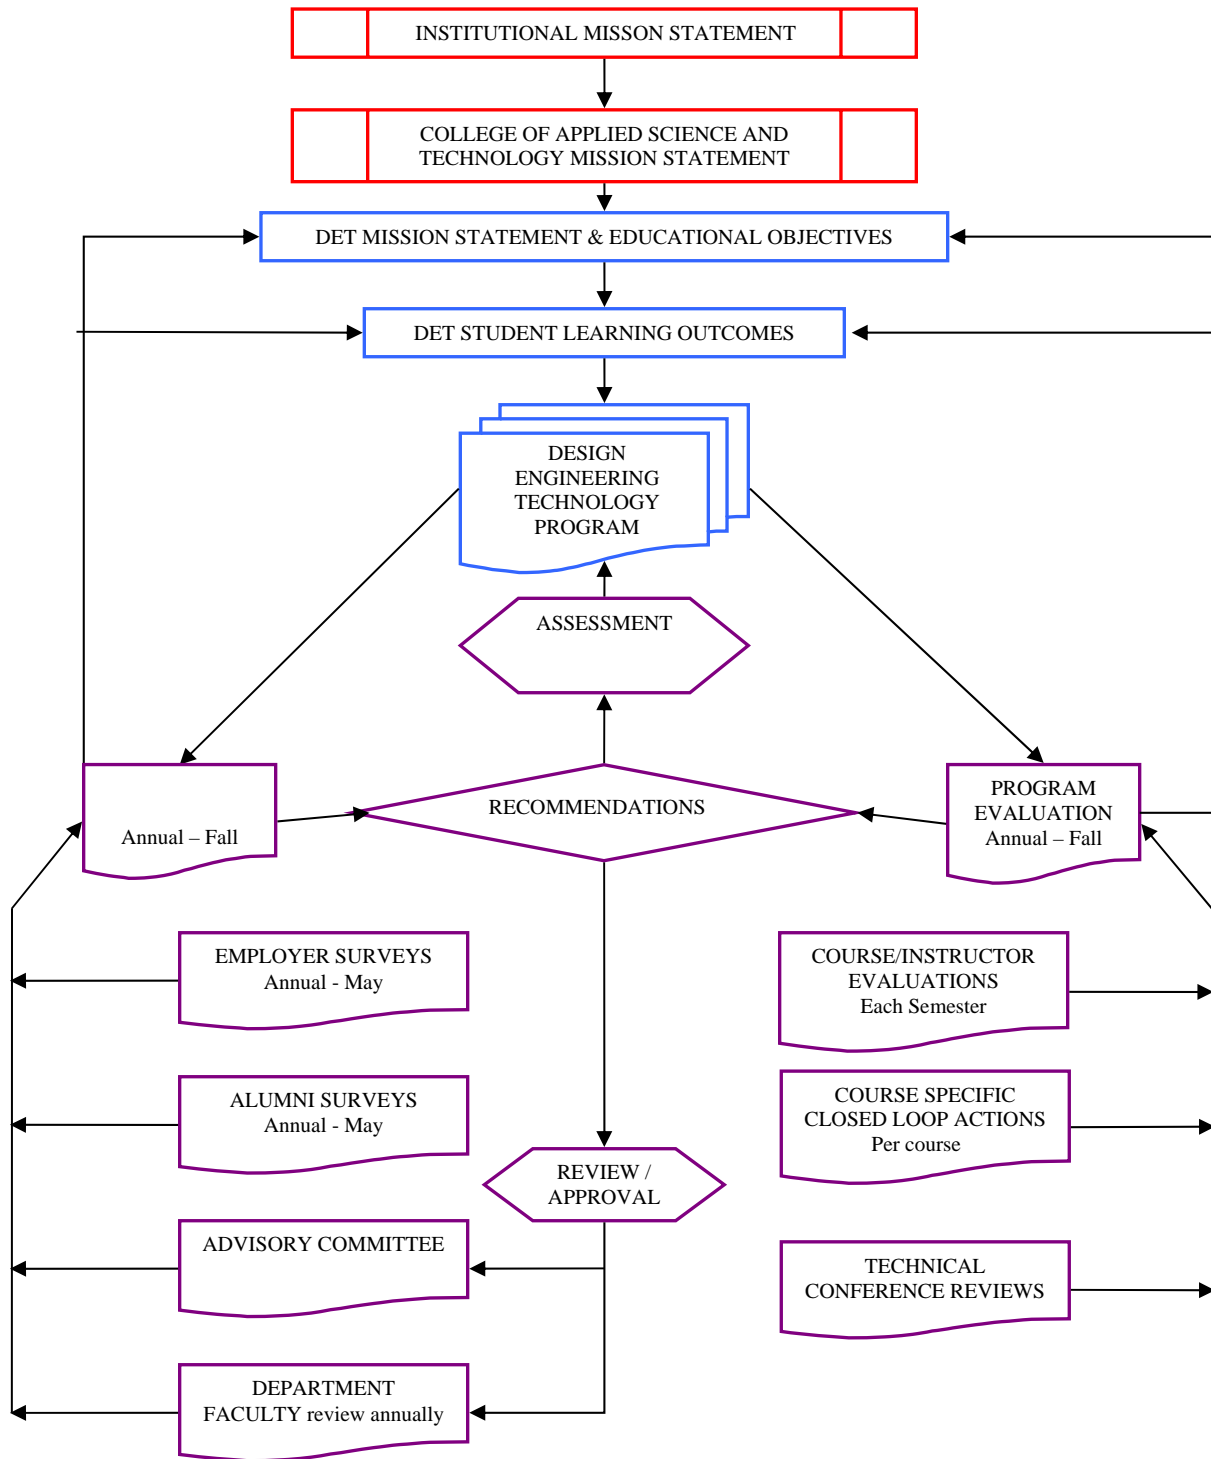 INSTITUTIONAL MISSON STATEMENT
COLLEGE OF APPLIED SCIENCE AND
TECHNOLOGY MISSION STATEMENT
DET MISSION STATEMENT & EDUCATIONAL OBJECTIVES
DET STUDENT LEARNING OUTCOMES
DESIGN
ENGINEERING
TECHNOLOGY
PROGRAM
ASSESSMENT
Annual – Fall
RECOMMENDATIONS
PROGRAM
EVALUATION
Annual – Fall
EMPLOYER SURVEYS
Annual - May
COURSE/INSTRUCTOR
EVALUATIONS
Each Semester
ALUMNI SURVEYS
Annual - May
COURSE SPECIFIC
CLOSED LOOP ACTIONS
Per course
REVIEW /
APPROVAL
ADVISORY COMMITTEE
TECHNICAL
CONFERENCE REVIEWS
DEPARTMENT
FACULTY review annually